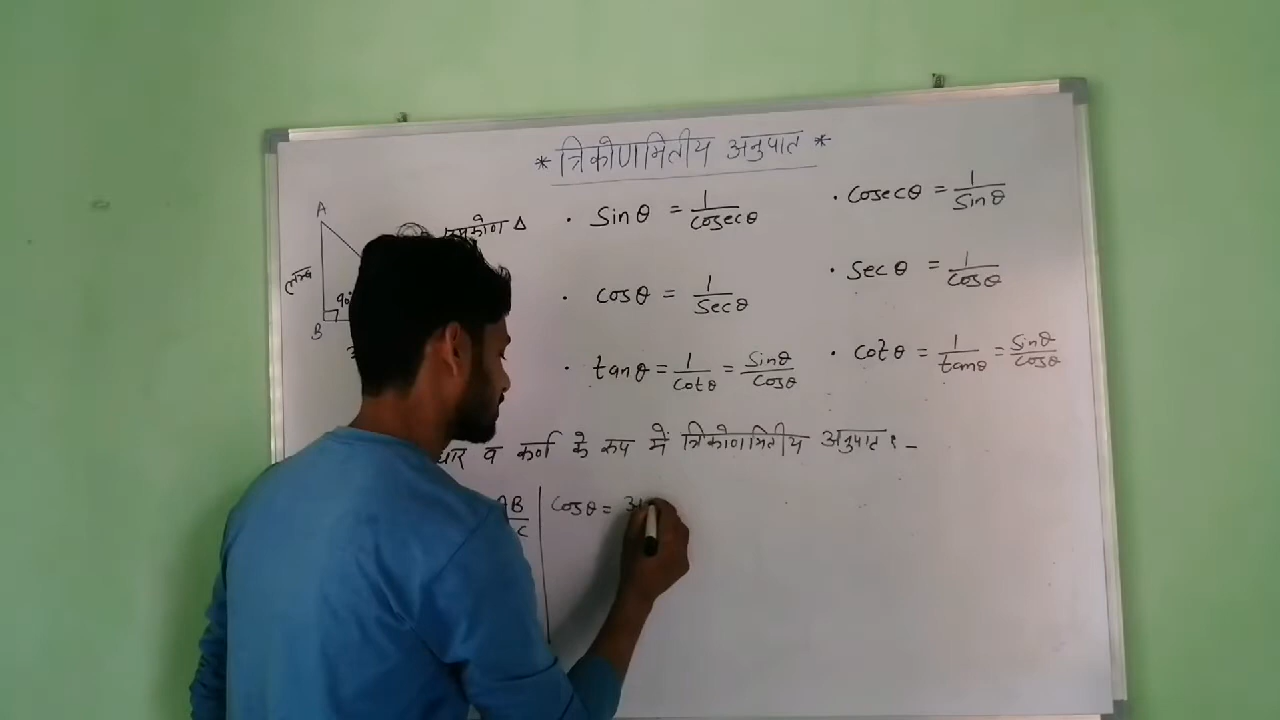 * त्रिकोणमितीय अनुपात *
A
Δ
लम्ब
90°
B
· Sinθ = 1/cosecθ
· cosecθ = 1/Sinθ
· cosθ = 1/Secθ
· Secθ = 1/cosθ
· tanθ = 1/cotθ = Sinθ/cosθ
· cotθ = 1/tanθ = Sinθ/cosθ
धार व कर्ण के रुप में त्रिकोणमितीय अनुपात :-
AB/C
cosθ = आ